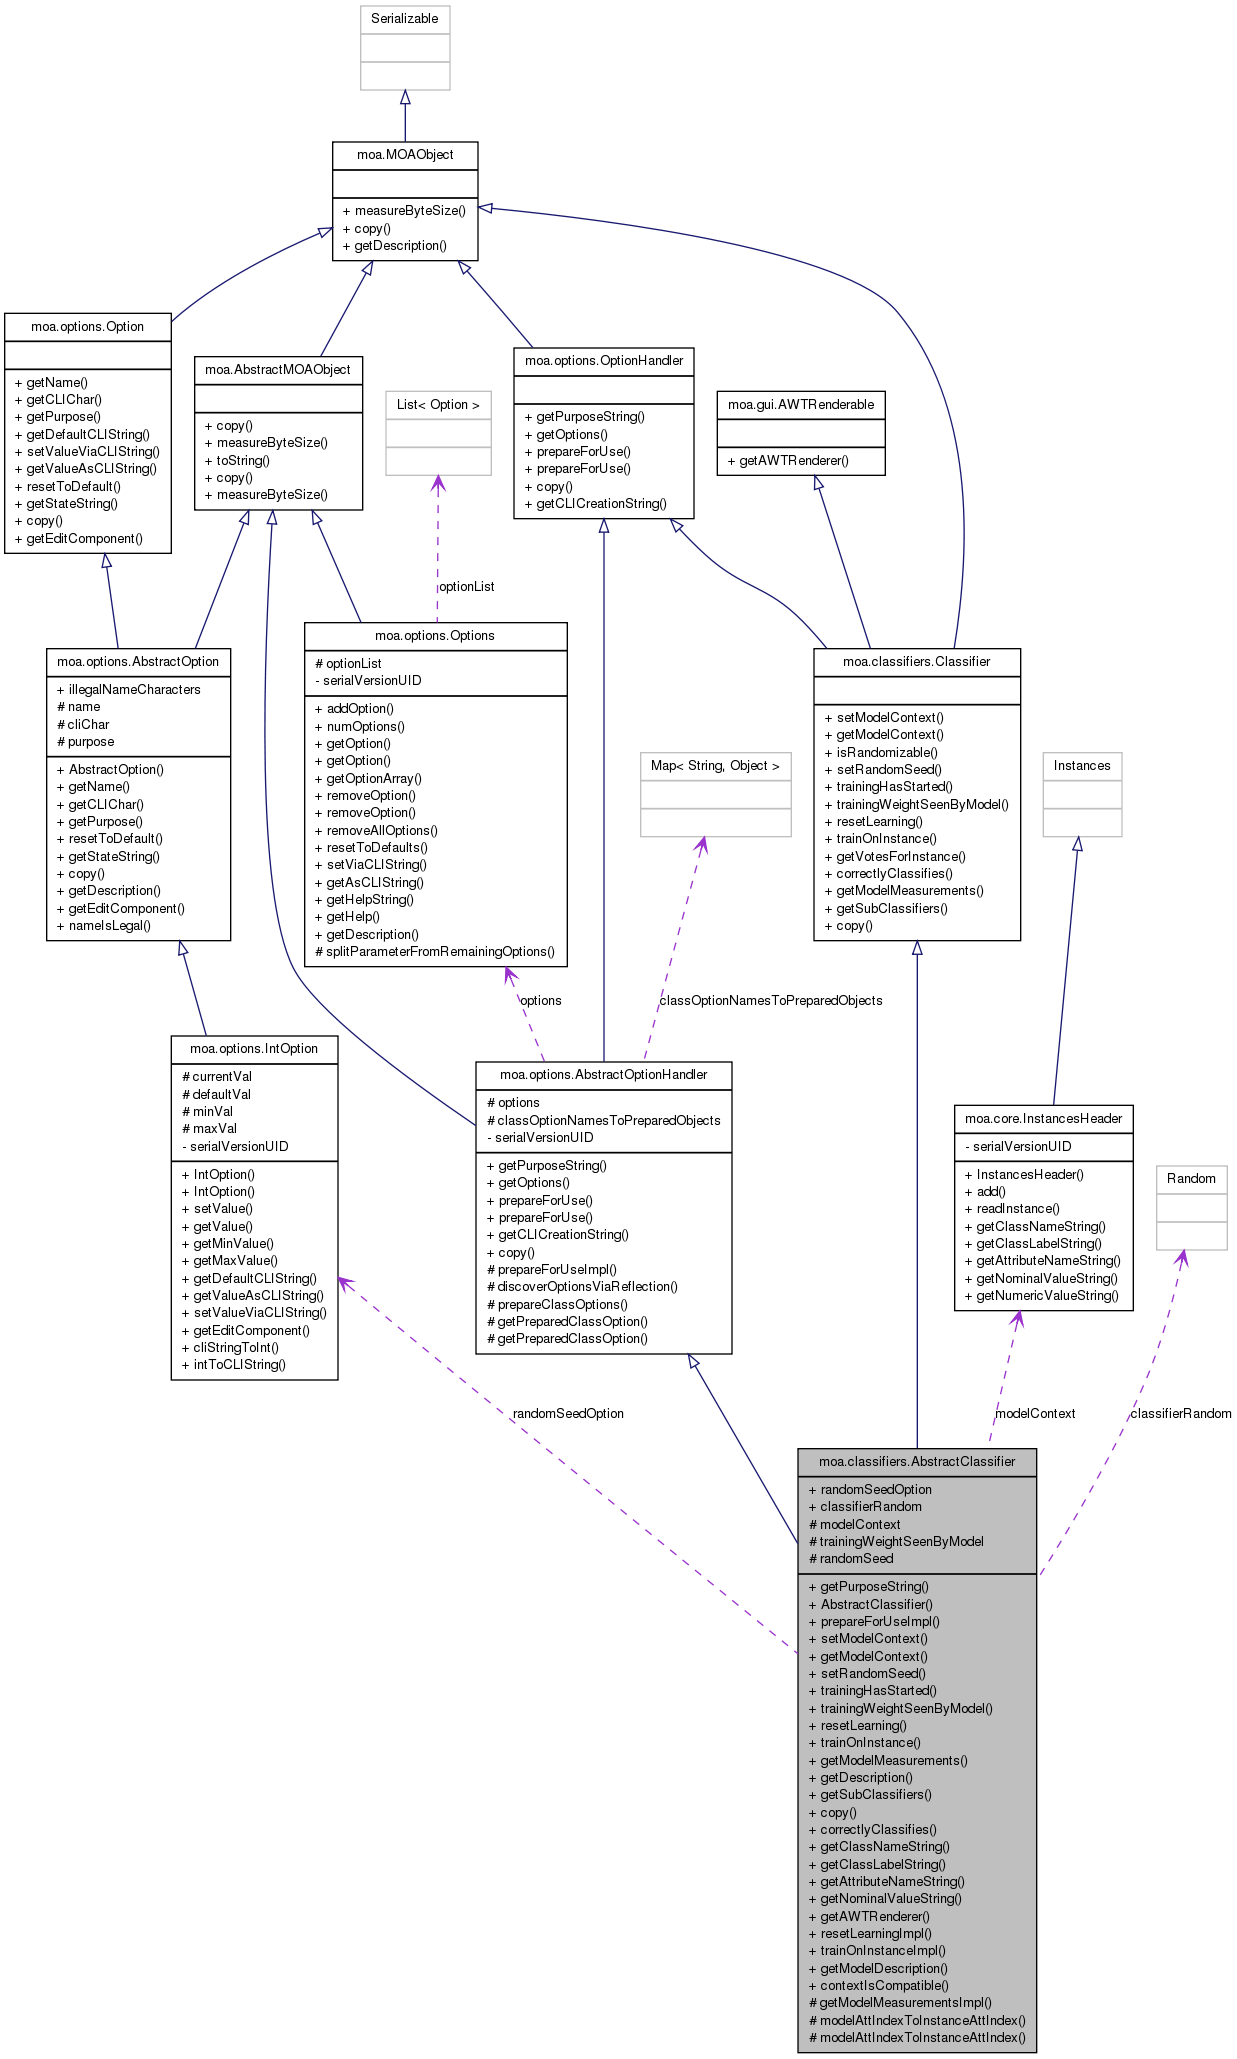 Serializable
moa.MOAObject
+ measureByteSize()
+ copy()
+ getDescription()
moa.options.Option
+ getName()
+ getCLIChar()
+ getPurpose()
+ getDefaultCLIString()
+ setValueViaCLIString()
+ getValueAsCLIString()
+ resetToDefault()
+ getStateString()
+ copy()
+ getEditComponent()
moa.AbstractMOAObject
+ copy()
+ measureByteSize()
+ toString()
+ copy()
+ measureByteSize()
List< Option >
moa.options.OptionHandler
+ getPurposeString()
+ getOptions()
+ prepareForUse()
+ prepareForUse()
+ copy()
+ getCLICreationString()
moa.gui.AWTRenderable
+ getAWTRenderer()
optionList
moa.options.AbstractOption
+ illegalNameCharacters
# name
# cliChar
# purpose
+ AbstractOption()
+ getName()
+ getCLIChar()
+ getPurpose()
+ resetToDefault()
+ getStateString()
+ copy()
+ getDescription()
+ getEditComponent()
+ nameIsLegal()
moa.options.Options
# optionList
- serialVersionUID
+ addOption()
+ numOptions()
+ getOption()
+ getOption()
+ getOptionArray()
+ removeOption()
+ removeOption()
+ removeAllOptions()
+ resetToDefaults()
+ setViaCLIString()
+ getAsCLIString()
+ getHelpString()
+ getHelp()
+ getDescription()
# splitParameterFromRemainingOptions()
Map< String, Object >
moa.classifiers.Classifier
+ setModelContext()
+ getModelContext()
+ isRandomizable()
+ setRandomSeed()
+ trainingHasStarted()
+ trainingWeightSeenByModel()
+ resetLearning()
+ trainOnInstance()
+ getVotesForInstance()
+ correctlyClassifies()
+ getModelMeasurements()
+ getSubClassifiers()
+ copy()
Instances
options
classOptionNamesToPreparedObjects
moa.options.IntOption
# currentVal
# defaultVal
# minVal
# maxVal
- serialVersionUID
+ IntOption()
+ IntOption()
+ setValue()
+ getValue()
+ getMinValue()
+ getMaxValue()
+ getDefaultCLIString()
+ getValueAsCLIString()
+ setValueViaCLIString()
+ getEditComponent()
+ cliStringToInt()
+ intToCLIString()
moa.options.AbstractOptionHandler
# options
# classOptionNamesToPreparedObjects
- serialVersionUID
+ getPurposeString()
+ getOptions()
+ prepareForUse()
+ prepareForUse()
+ getCLICreationString()
+ copy()
# prepareForUseImpl()
# discoverOptionsViaReflection()
# prepareClassOptions()
# getPreparedClassOption()
# getPreparedClassOption()
moa.core.InstancesHeader
- serialVersionUID
+ InstancesHeader()
+ add()
+ readInstance()
+ getClassNameString()
+ getClassLabelString()
+ getAttributeNameString()
+ getNominalValueString()
+ getNumericValueString()
Random
randomSeedOption
modelContext
classifierRandom
moa.classifiers.AbstractClassifier
+ randomSeedOption
+ classifierRandom
# modelContext
# trainingWeightSeenByModel
# randomSeed
+ getPurposeString()
+ AbstractClassifier()
+ prepareForUseImpl()
+ setModelContext()
+ getModelContext()
+ setRandomSeed()
+ trainingHasStarted()
+ trainingWeightSeenByModel()
+ resetLearning()
+ trainOnInstance()
+ getModelMeasurements()
+ getDescription()
+ getSubClassifiers()
+ copy()
+ correctlyClassifies()
+ getClassNameString()
+ getClassLabelString()
+ getAttributeNameString()
+ getNominalValueString()
+ getAWTRenderer()
+ resetLearningImpl()
+ trainOnInstanceImpl()
+ getModelDescription()
+ contextIsCompatible()
# getModelMeasurementsImpl()
# modelAttIndexToInstanceAttIndex()
# modelAttIndexToInstanceAttIndex()